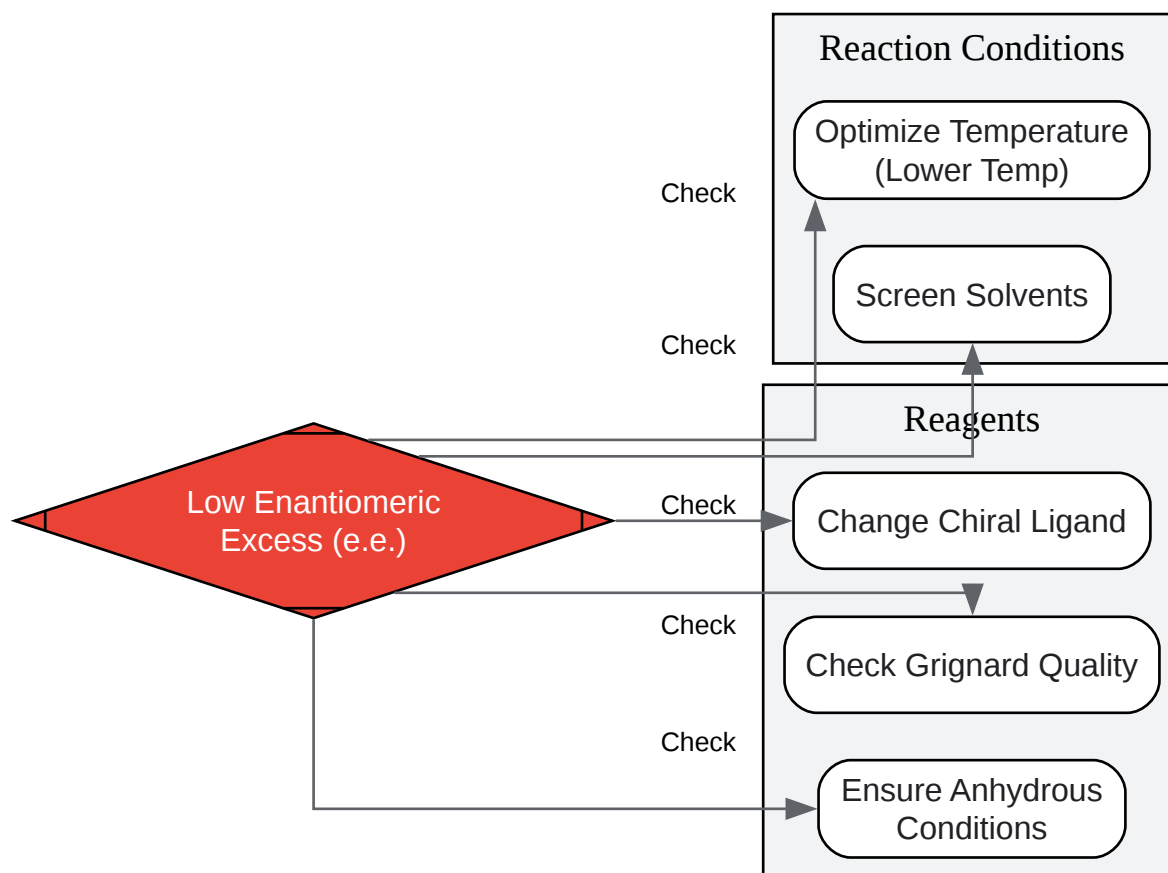 Reaction Conditions
Optimize Temperature
(Lower Temp)
Check
Screen Solvents
Check
Reagents
Low Enantiomeric
Excess (e.e.)
Check
Change Chiral Ligand
Check
Check Grignard Quality
Check
Ensure Anhydrous
Conditions